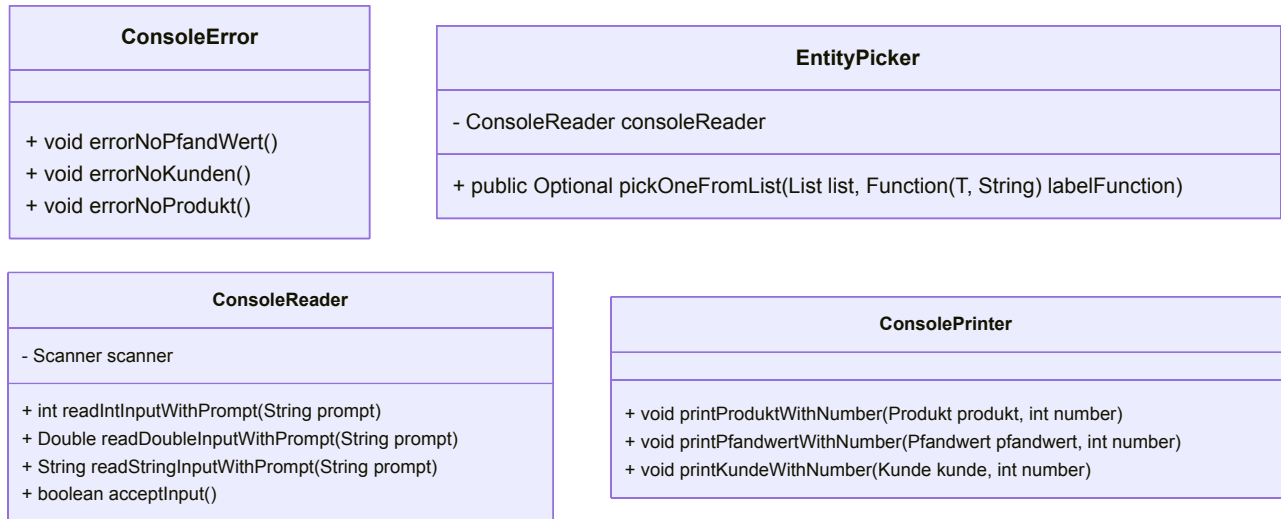 ConsoleError
+ void errorNoPfandWert()
+ void errorNoKunden()
+ void errorNoProdukt()
EntityPicker
- ConsoleReader consoleReader
+ public Optional pickOneFromList(List list, Function(T, String) labelFunction)
ConsoleReader
- Scanner scanner
+ int readIntInputWithPrompt(String prompt)
+ Double readDoubleInputWithPrompt(String prompt)
+ String readStringInputWithPrompt(String prompt)
+ boolean acceptInput()
ConsolePrinter
+ void printProduktWithNumber(Produkt produkt, int number)
+ void printPfandwertWithNumber(Pfandwert pfandwert, int number)
+ void printKundeWithNumber(Kunde kunde, int number)